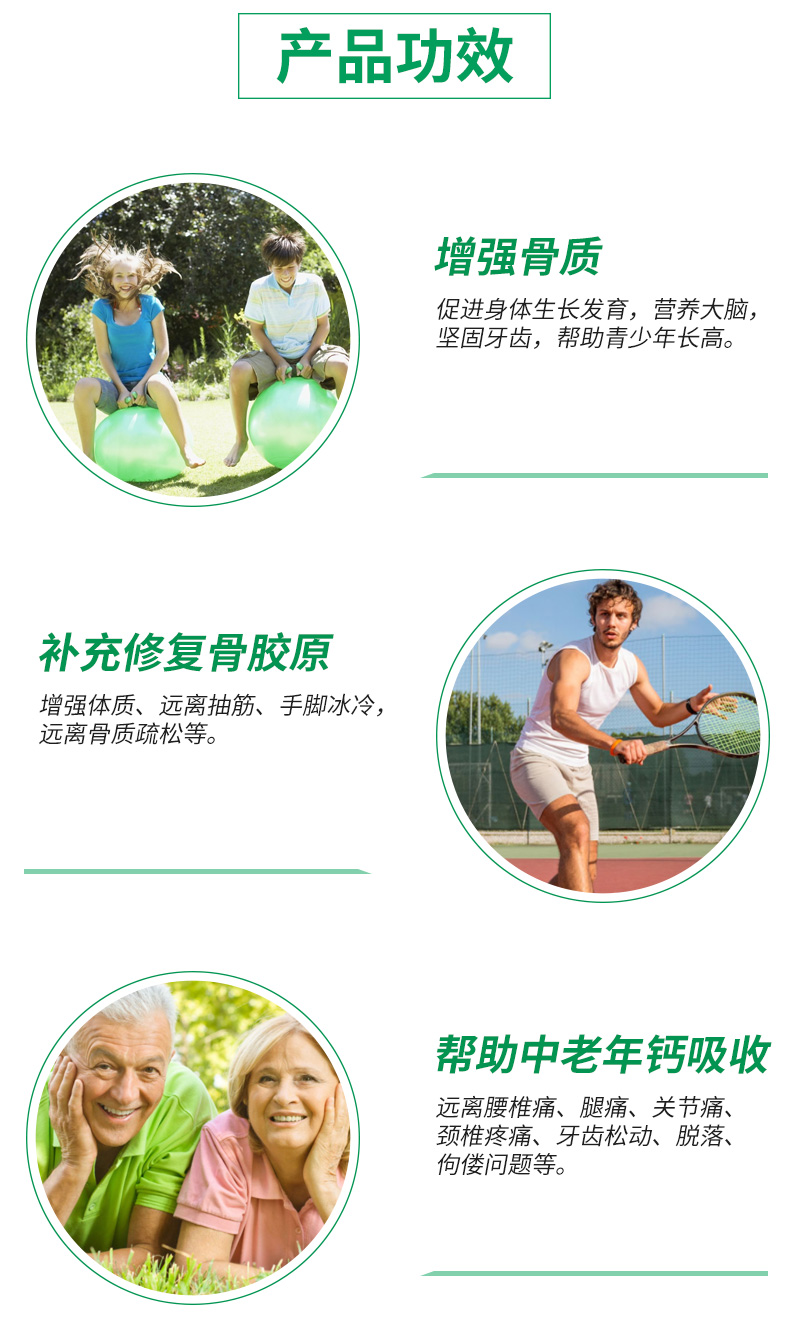 产品功效
增强骨质
促进身体生长发育，营养大脑，
坚固牙齿，帮助青少年长高。
补充修复骨胶原
增强体质、远离抽筋、手脚冰冷，
远离骨质疏松等。
帮助中老年钙吸收
远离腰椎痛、腿痛、关节痛、
颈椎疼痛、牙齿松动、脱落、
佝偻问题等。